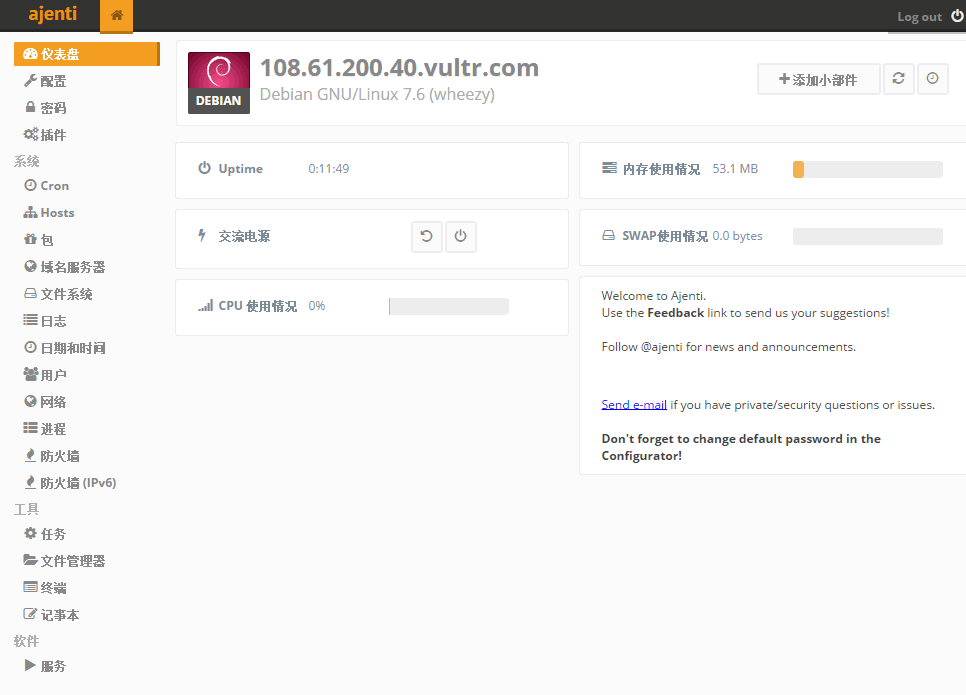 ajenti
Log out
仪表盘
配置
密码
插件
系统
Cron
Hosts
包
域名服务器
文件系统
日志
日期和时间
用户
网络
进程
防火墙
防火墙 (IPv6)
工具
任务
文件管理器
终端
记事本
软件
服务
DEBIAN
108.61.200.40.vultr.com
Debian GNU/Linux 7.6 (wheezy)
添加小部件
Uptime 0:11:49
交流电源
CPU 使用情况 0%
内存使用情况 53.1 MB
SWAP使用情况 0.0 bytes
Welcome to Ajenti.
Use the Feedback link to send us your suggestions!
Follow @ajenti for news and announcements.
Send e-mail if you have private/security questions or issues.
Don't forget to change default password in the
Configurator!